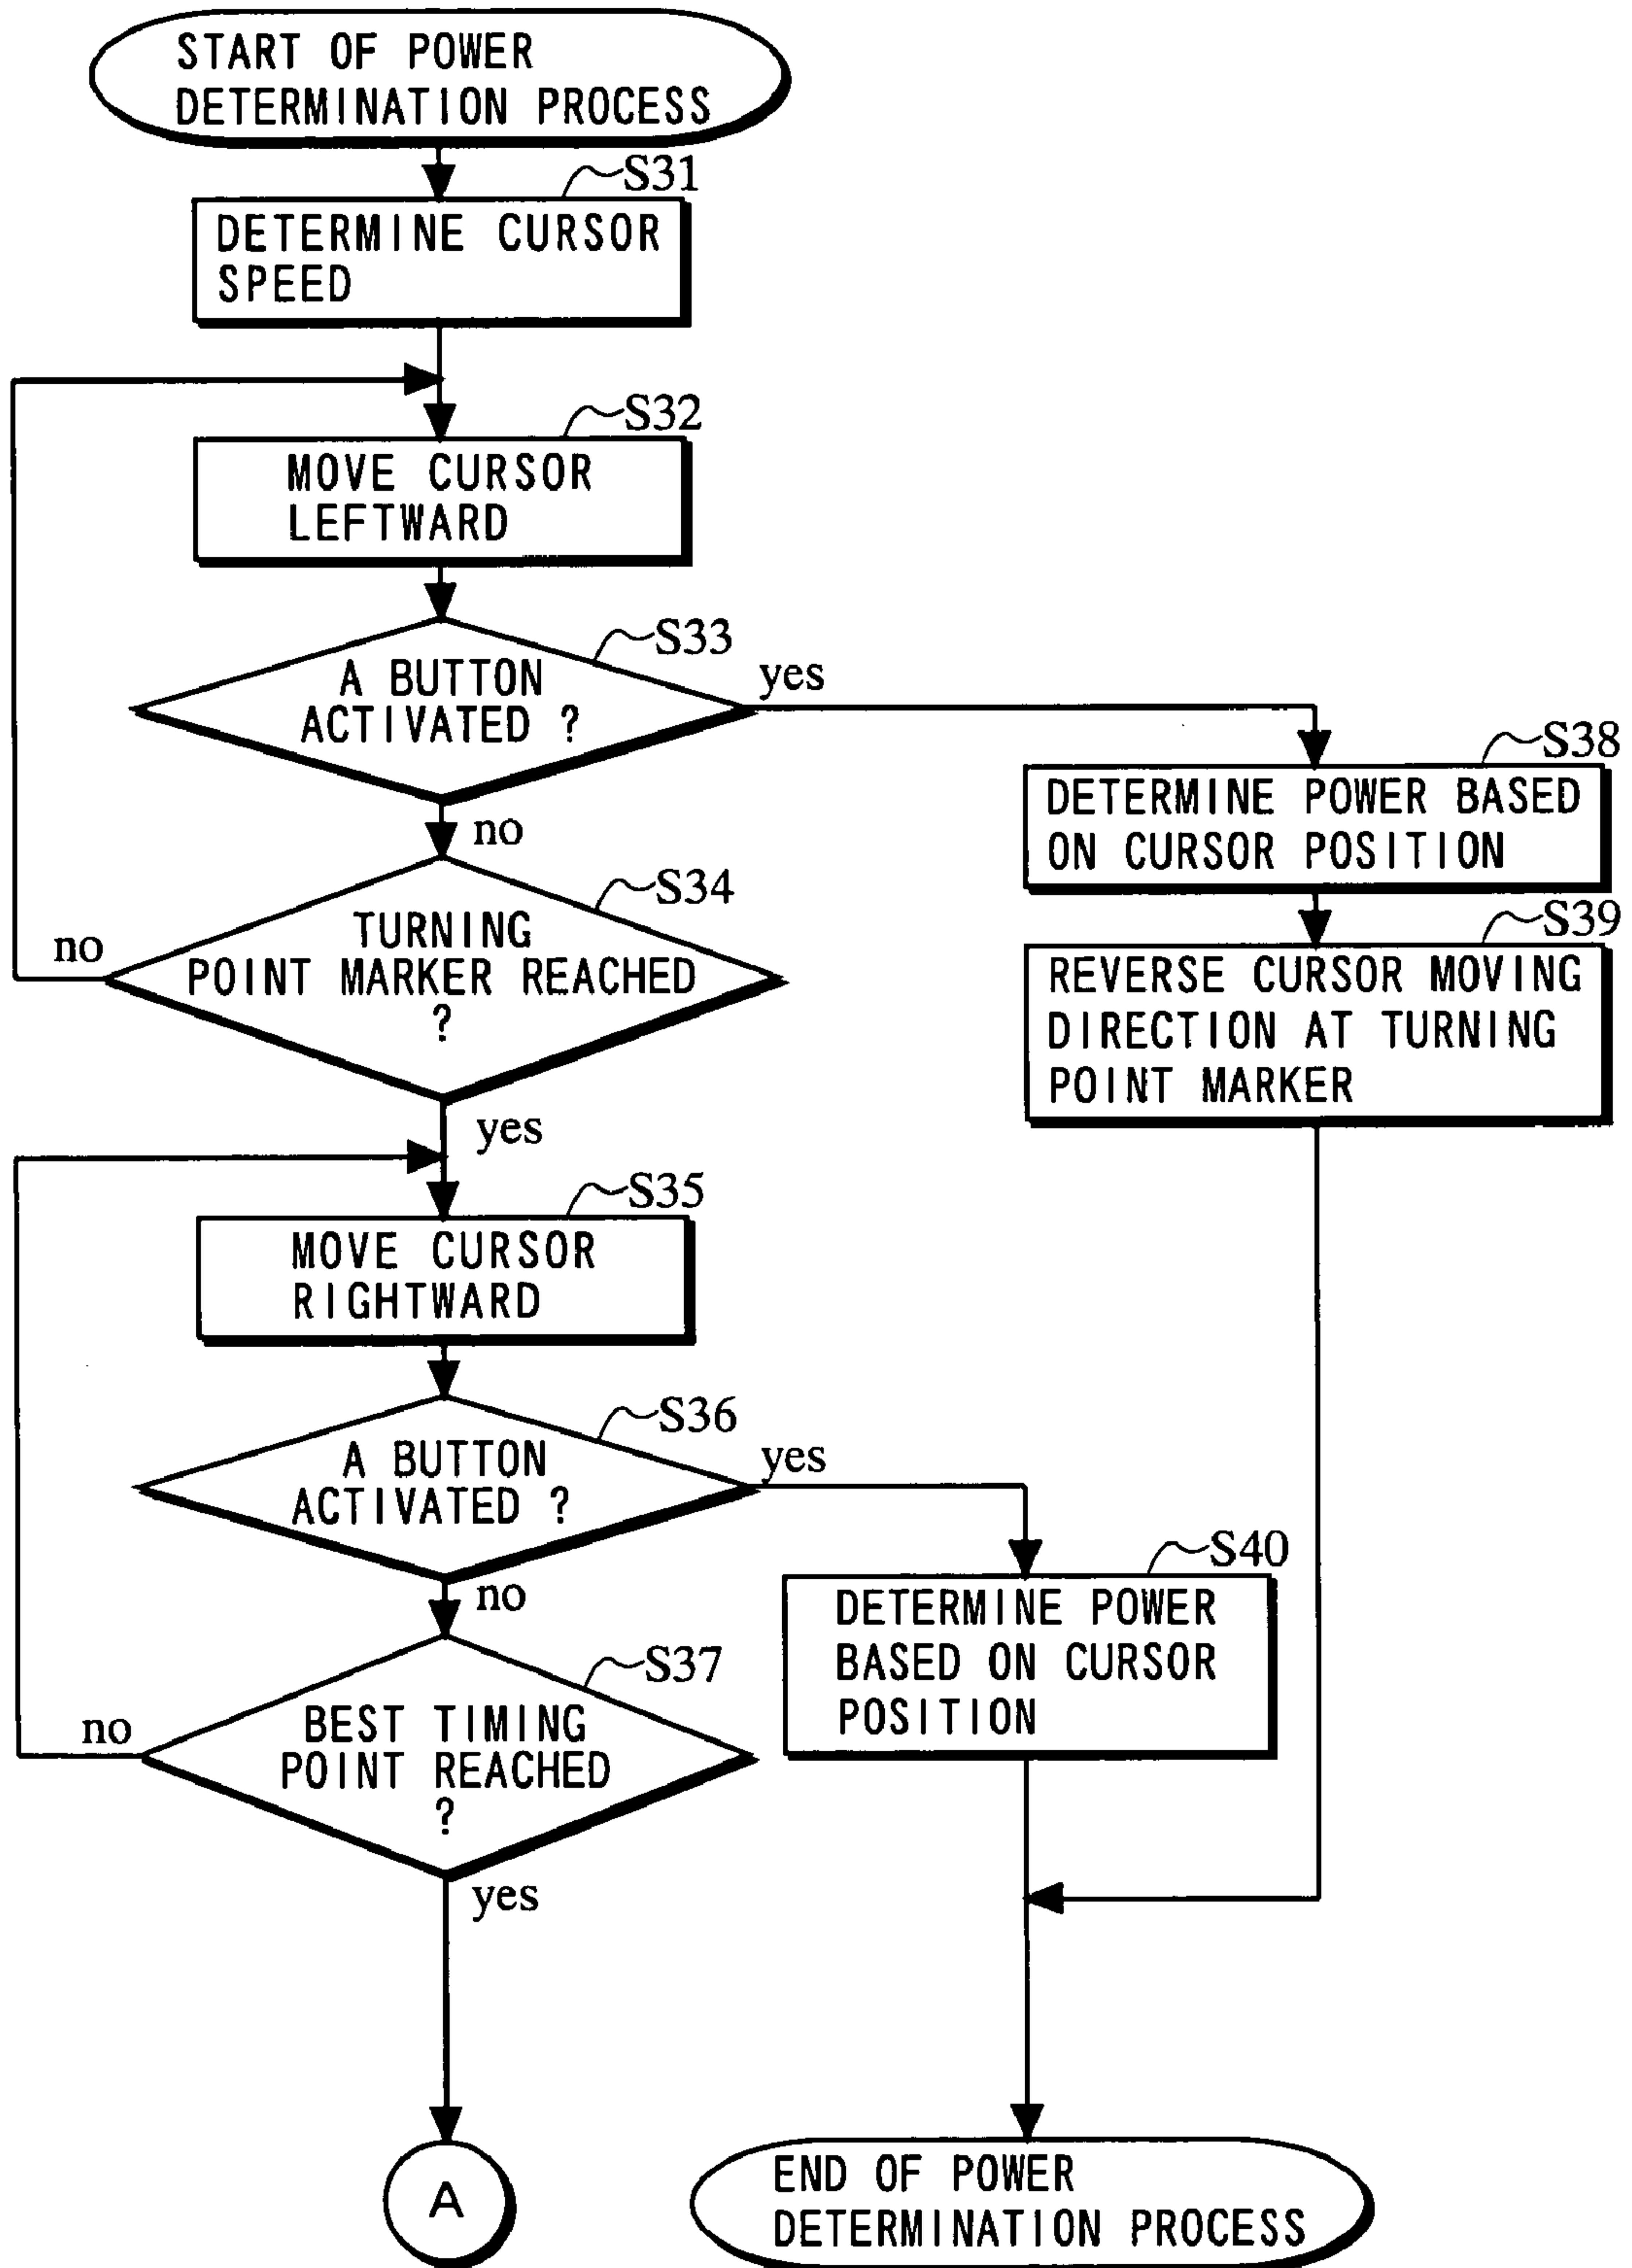 START OF POWER
DETERMINATION PROCESS
S31
DETERMINE CURSOR
SPEED
S32
MOVE CURSOR
LEFTWARD
S33
A BUTTON
ACTIVATED ?
yes
no
S38
DETERMINE POWER BASED
ON CURSOR POSITION
S34
TURNING
POINT MARKER REACHED
?
no
yes
S39
REVERSE CURSOR MOVING
DIRECTION AT TURNING
POINT MARKER
S35
MOVE CURSOR
RIGHTWARD
S36
A BUTTON
ACTIVATED ?
yes
no
S40
DETERMINE POWER
BASED ON CURSOR
POSITION
S37
BEST TIMING
POINT REACHED
?
no
yes
A
END OF POWER
DETERMINATION PROCESS